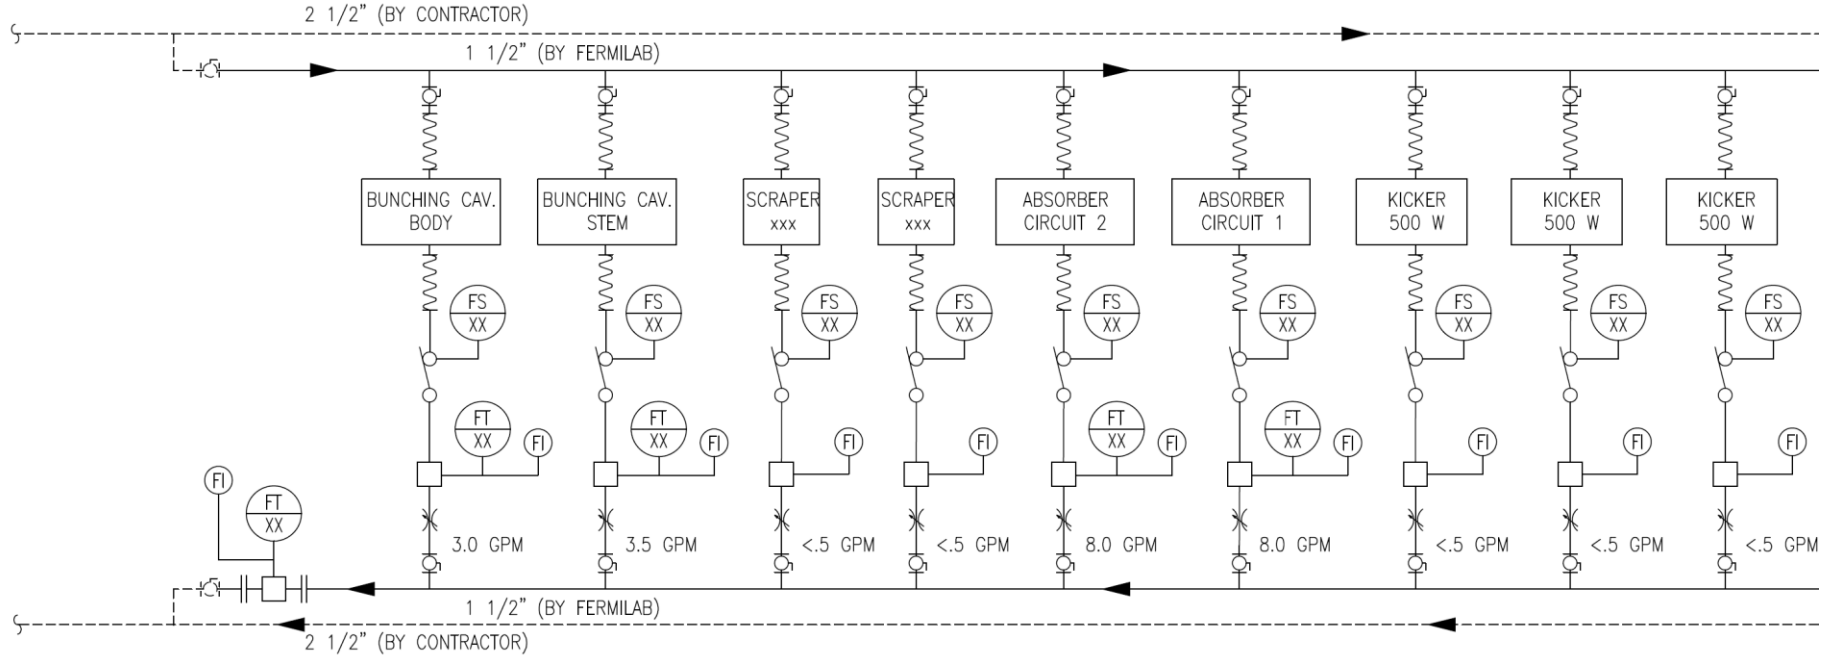 2 1/2" (BY CONTRACTOR)
1 1/2" (BY FERMILAB)
BUNCHING CAV. BODY
BUNCHING CAV. STEM
SCRAPER xxx
SCRAPER xxx
ABSORBER CIRCUIT 2
ABSORBER CIRCUIT 1
KICKER 500 W
KICKER 500 W
KICKER 500 W
FS XX
FS XX
FS XX
FS XX
FS XX
FS XX
FS XX
FS XX
FS XX
FT XX
FI
FT XX
FI
FI
FI
FT XX
FI
FT XX
FI
FI
FI
FI
FI
FT XX
3.0 GPM
3.5 GPM
<.5 GPM
<.5 GPM
8.0 GPM
8.0 GPM
<.5 GPM
<.5 GPM
<.5 GPM
1 1/2" (BY FERMILAB)
2 1/2" (BY CONTRACTOR)